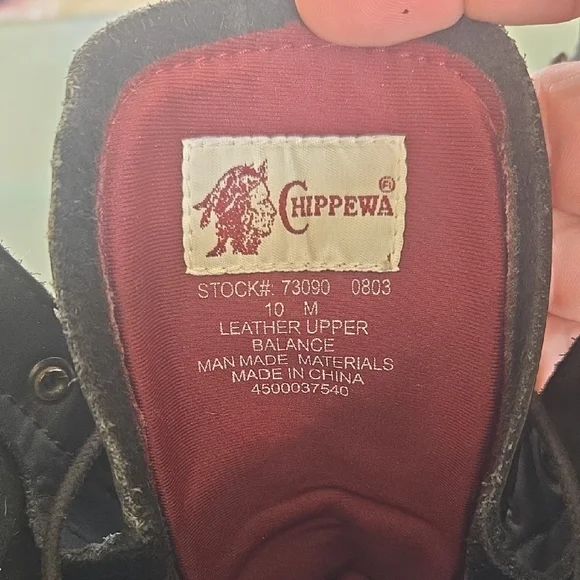 CHIPPEWA ®
STOCK#: 73090 0803
10 M
LEATHER UPPER
BALANCE
MAN MADE MATERIALS
MADE IN CHINA
4500037540